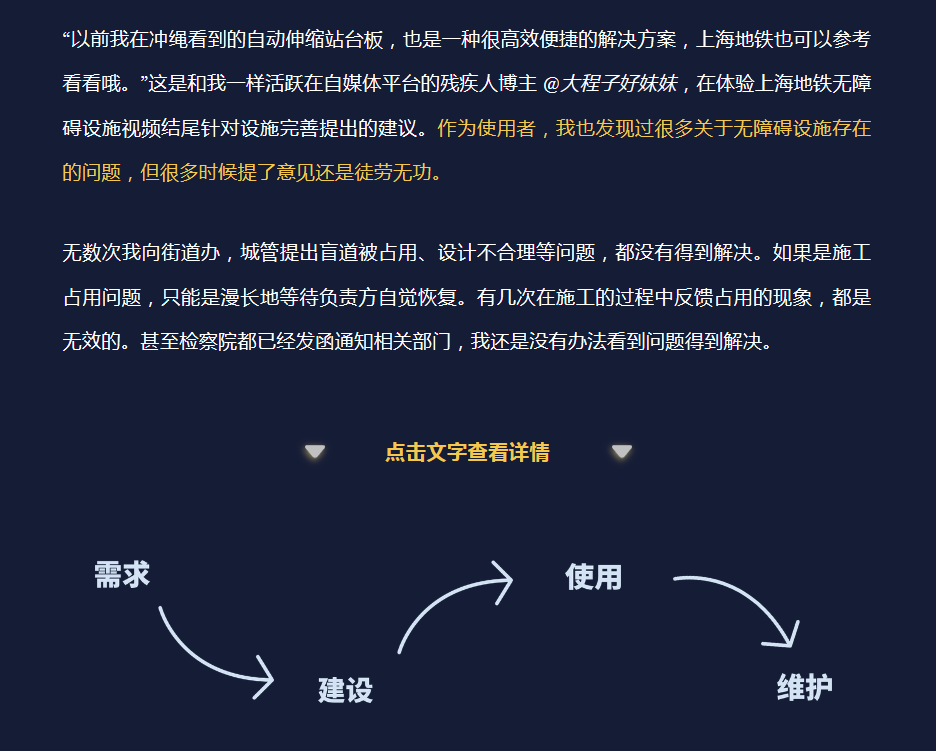 “以前我在冲绳看到的自动伸缩站台板，也是一种很高效便捷的解决方案，上海地铁也可以参考
看看哦。”这是和我一样活跃在自媒体平台的残疾人博主 @大程子好妹妹，在体验上海地铁无障
碍设施视频结尾针对设施完善提出的建议。作为使用者，我也发现过很多关于无障碍设施存在
的问题，但很多时候提了意见还是徒劳无功。
无数次我向街道办，城管提出盲道被占用、设计不合理等问题，都没有得到解决。如果是施工
占用问题，只能是漫长地等待负责方自觉恢复。有几次在施工的过程中反馈占用的现象，都是
无效的。甚至检察院都已经发函通知相关部门，我还是没有办法看到问题得到解决。
点击文字查看详情
需求
使用
建设
维护